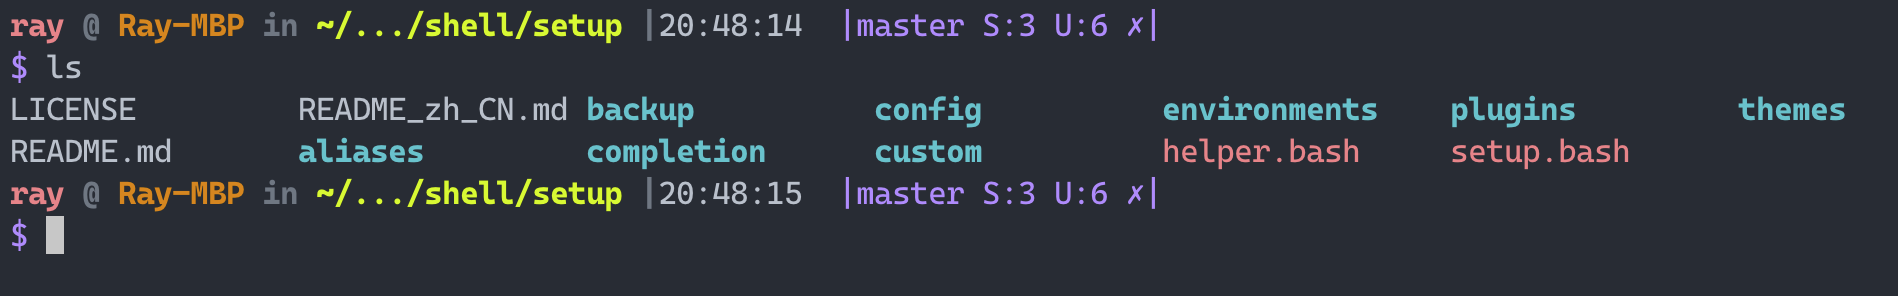 ray @ Ray-MBP in ~/.../shell/setup |20:48:14  |master S:3 U:6 ✗|
$ ls
LICENSE         README_zh_CN.md backup          config          environments    plugins         themes
README.md       aliases         completion      custom          helper.bash     setup.bash
ray @ Ray-MBP in ~/.../shell/setup |20:48:15  |master S:3 U:6 ✗|
$